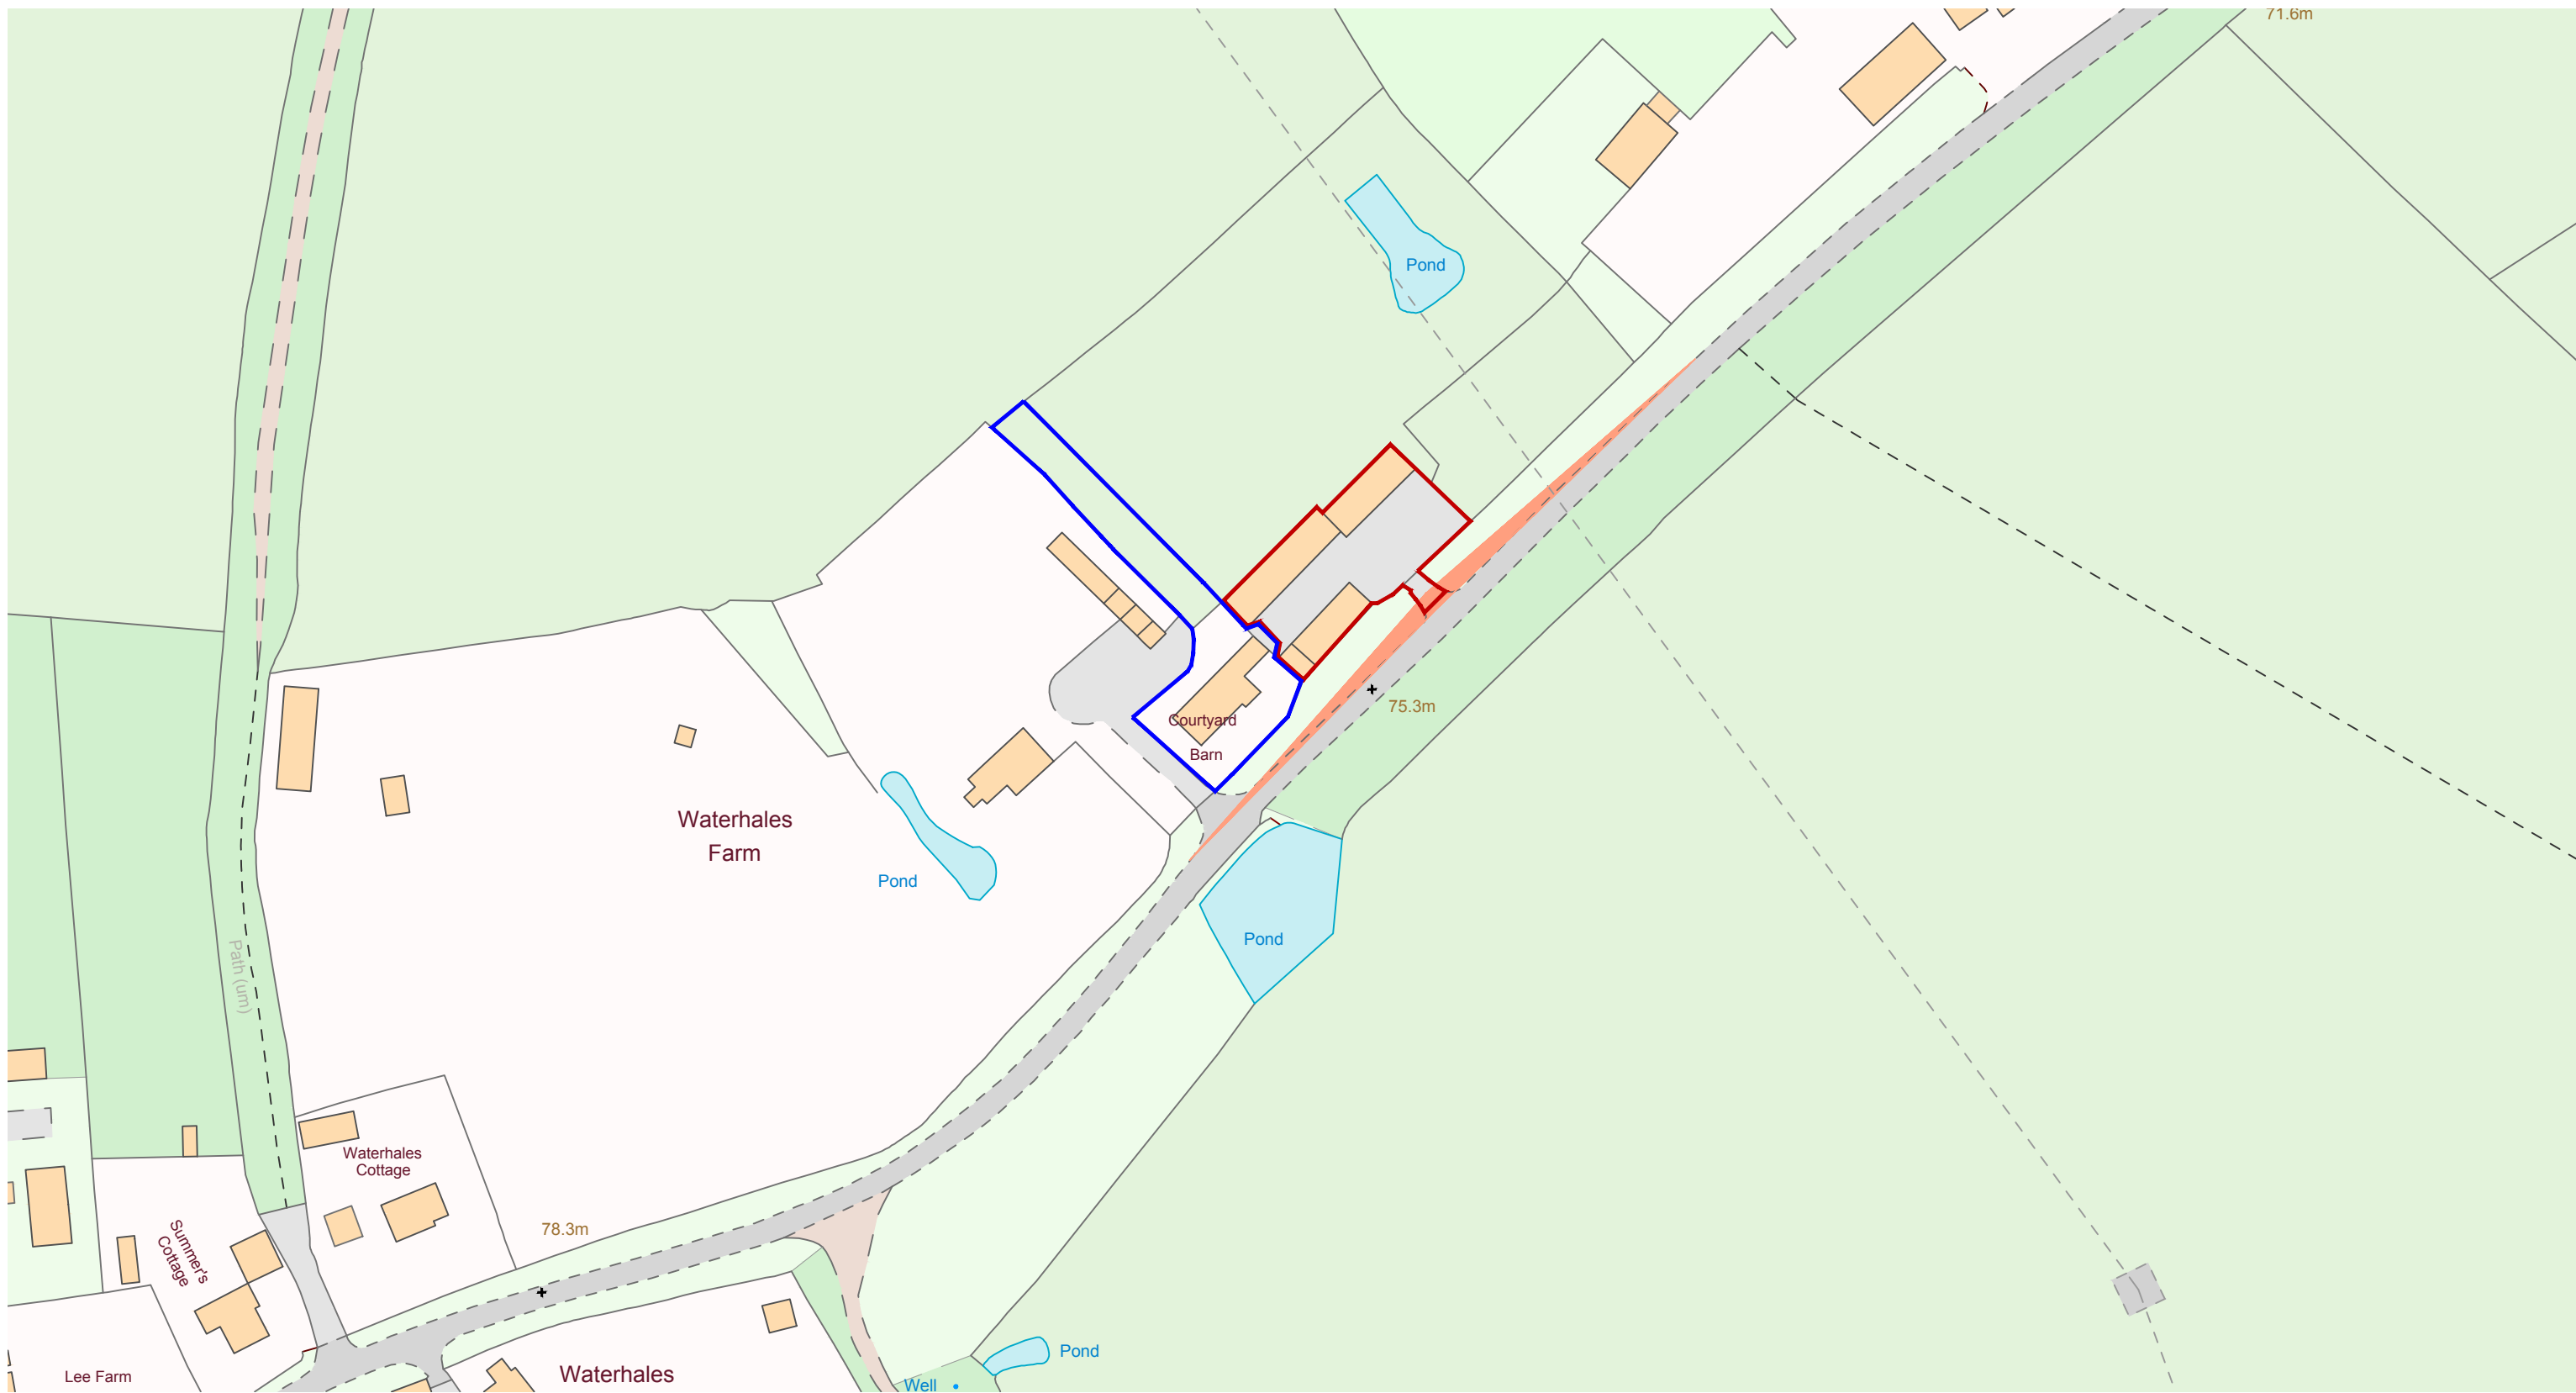 71.6m
Pond
75.3m
Courtyard
Barn
Waterhales
Farm
Pond
Pond
Path (um)
Waterhales
Cottage
Summer's
Cottage
78.3m
Pond
Waterhales
Lee Farm
Well